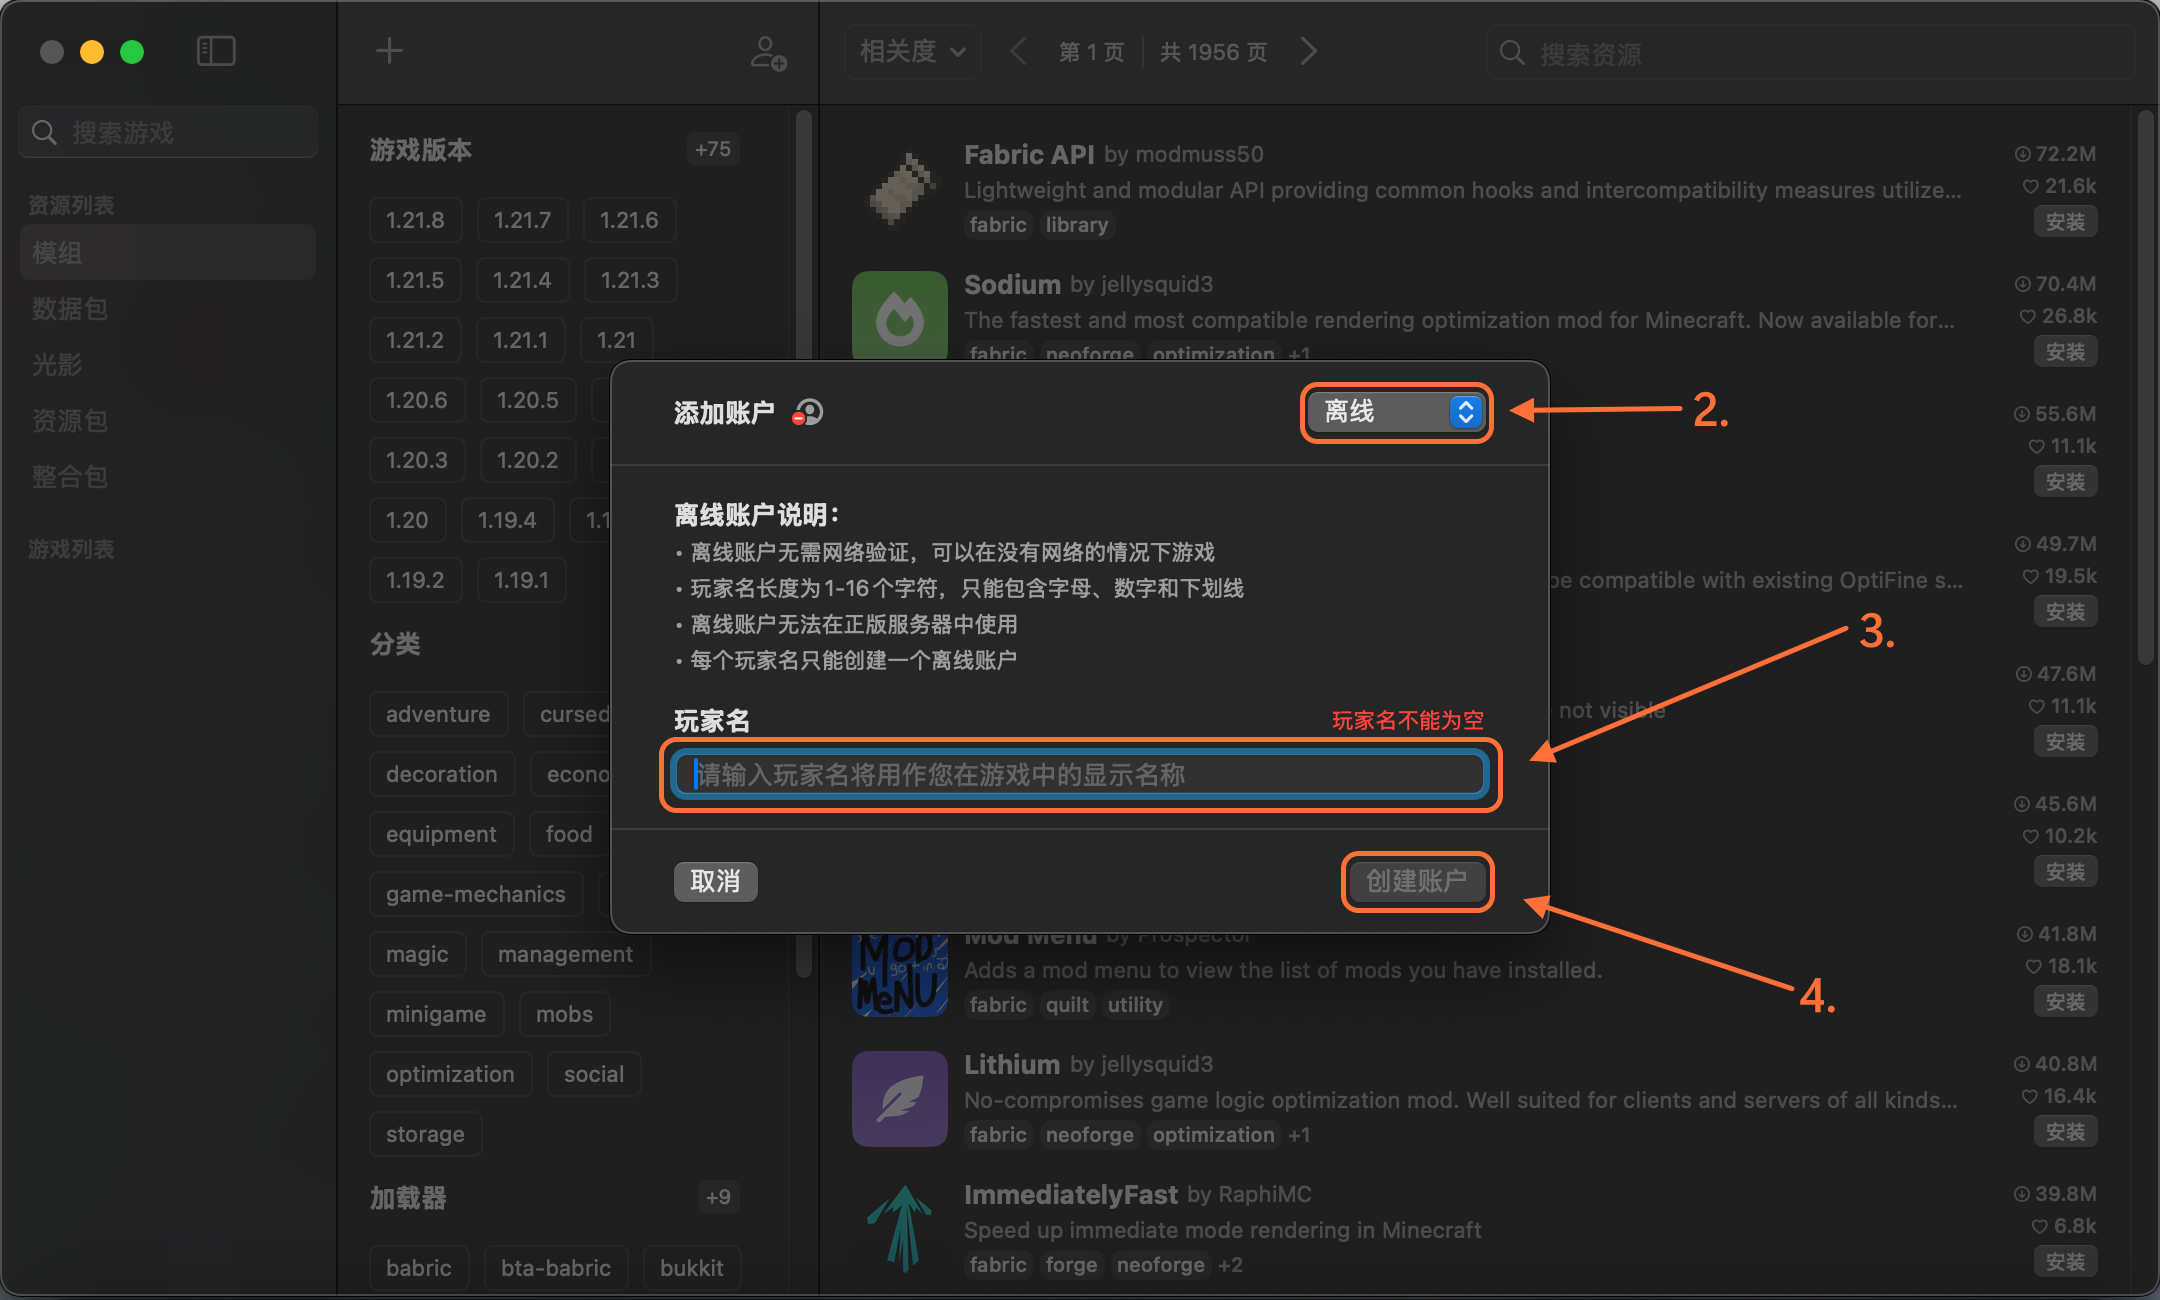 相关度
第 1 页
共 1956 页
搜索资源
搜索游戏
资源列表
模组
数据包
光影
资源包
整合包
游戏列表
游戏版本
+75
1.21.8
1.21.7
1.21.6
1.21.5
1.21.4
1.21.3
1.21.2
1.21.1
1.21
1.20.6
1.20.5
1.20.3
1.20.2
1.20
1.19.4
1.1
1.19.2
1.19.1
分类
adventure
cursed
decoration
econo
equipment
food
game-mechanics
magic
management
minigame
mobs
optimization
social
storage
加载器
+9
babric
bta-babric
bukkit
Fabric API by modmuss50
Lightweight and modular API providing common hooks and intercompatibility measures utilize...
fabric library
72.2M
21.6k
安装
Sodium by jellysquid3
The fastest and most compatible rendering optimization mod for Minecraft. Now available for...
fabric neoforge optimization +1
70.4M
26.8k
安装
55.6M
11.1k
安装
be compatible with existing OptiFine s...
49.7M
19.5k
安装
not visible
47.6M
11.1k
安装
45.6M
10.2k
安装
MOD
MeNU
Mod Menu by Prospector
Adds a mod menu to view the list of mods you have installed.
fabric quilt utility
41.8M
18.1k
安装
Lithium by jellysquid3
No-compromises game logic optimization mod. Well suited for clients and servers of all kinds...
fabric neoforge optimization +1
40.8M
16.4k
安装
ImmediatelyFast by RaphiMC
Speed up immediate mode rendering in Minecraft
fabric forge neoforge +2
39.8M
6.8k
安装
添加账户
离线
2.
离线账户说明：
• 离线账户无需网络验证，可以在没有网络的情况下游戏
• 玩家名长度为1-16个字符，只能包含字母、数字和下划线
• 离线账户无法在正版服务器中使用
• 每个玩家名只能创建一个离线账户
3.
玩家名
玩家名不能为空
请输入玩家名将用作您在游戏中的显示名称
取消
创建账户
4.